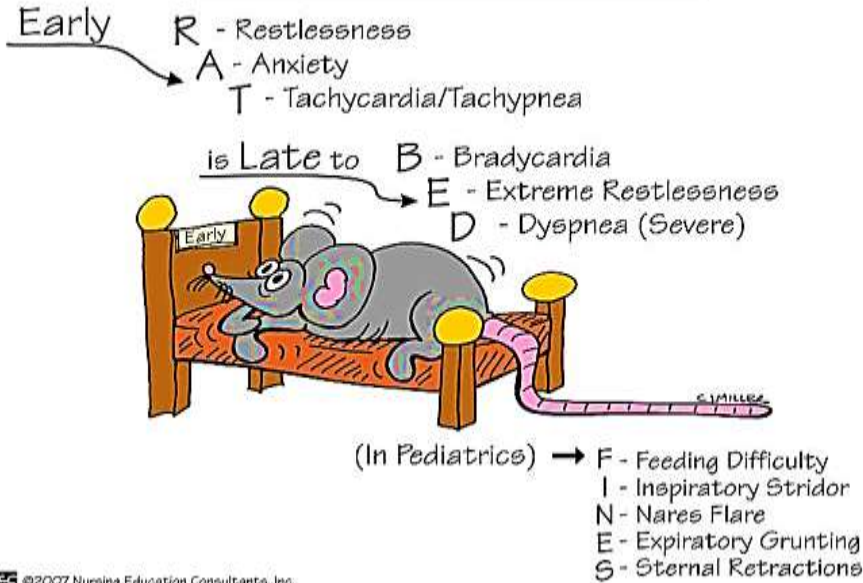 Early R - Restlessness
A - Anxiety
T - Tachycardia/Tachypnea
is Late to B - Bradycardia
E - Extreme Restlessness
D - Dyspnea (Severe)
Early
C.J.MILLER
(In Pediatrics) → F - Feeding Difficulty
I - Inspiratory Stridor
N - Nares Flare
E - Expiratory Grunting
S - Sternal Retractions
©2007 Nursing Education Consultants, Inc.